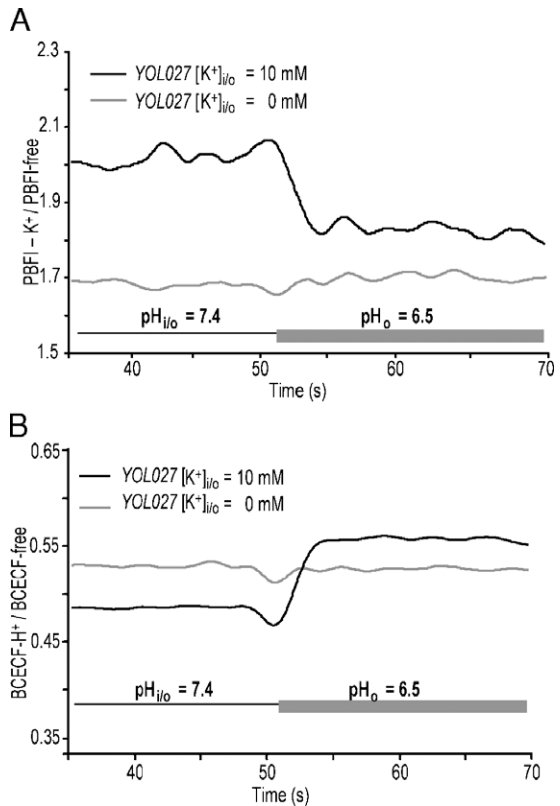 A
2.3
YOL027 [K⁺]i/o = 10 mM
YOL027 [K⁺]i/o = 0 mM
2.1
1.9
PBFI – K⁺ / PBFI-free
1.7
pHi/o = 7.4 pHo = 6.5
1.5
40 50 60 70
Time (s)
B
0.65
YOL027 [K⁺]i/o = 10 mM
YOL027 [K⁺]i/o = 0 mM
0.55
BCECF-H⁺ / BCECF-free
0.45
pHi/o = 7.4 pHo = 6.5
0.35
40 50 60 70
Time (s)